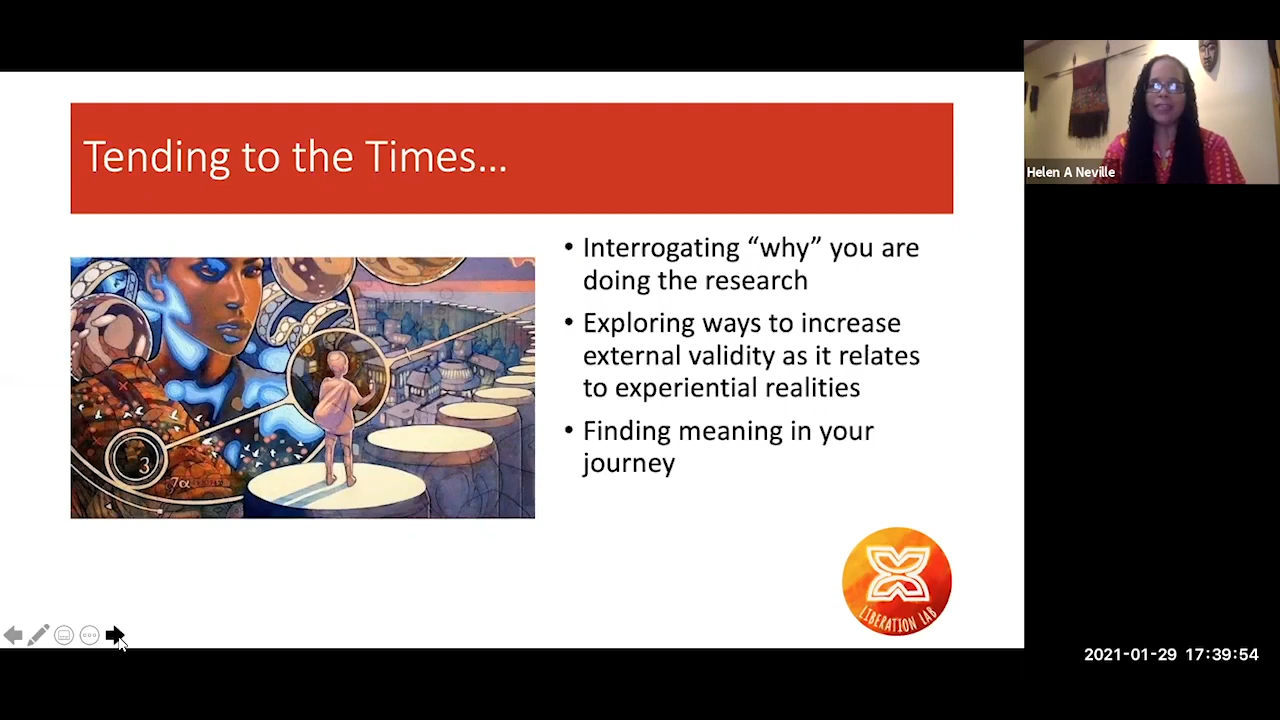 Tending to the Times...
• Interrogating “why” you are
doing the research
• Exploring ways to increase
external validity as it relates
to experiential realities
• Finding meaning in your
journey
3
7α
LIBERATION LAB
Helen A Neville
2021-01-29 17:39:54